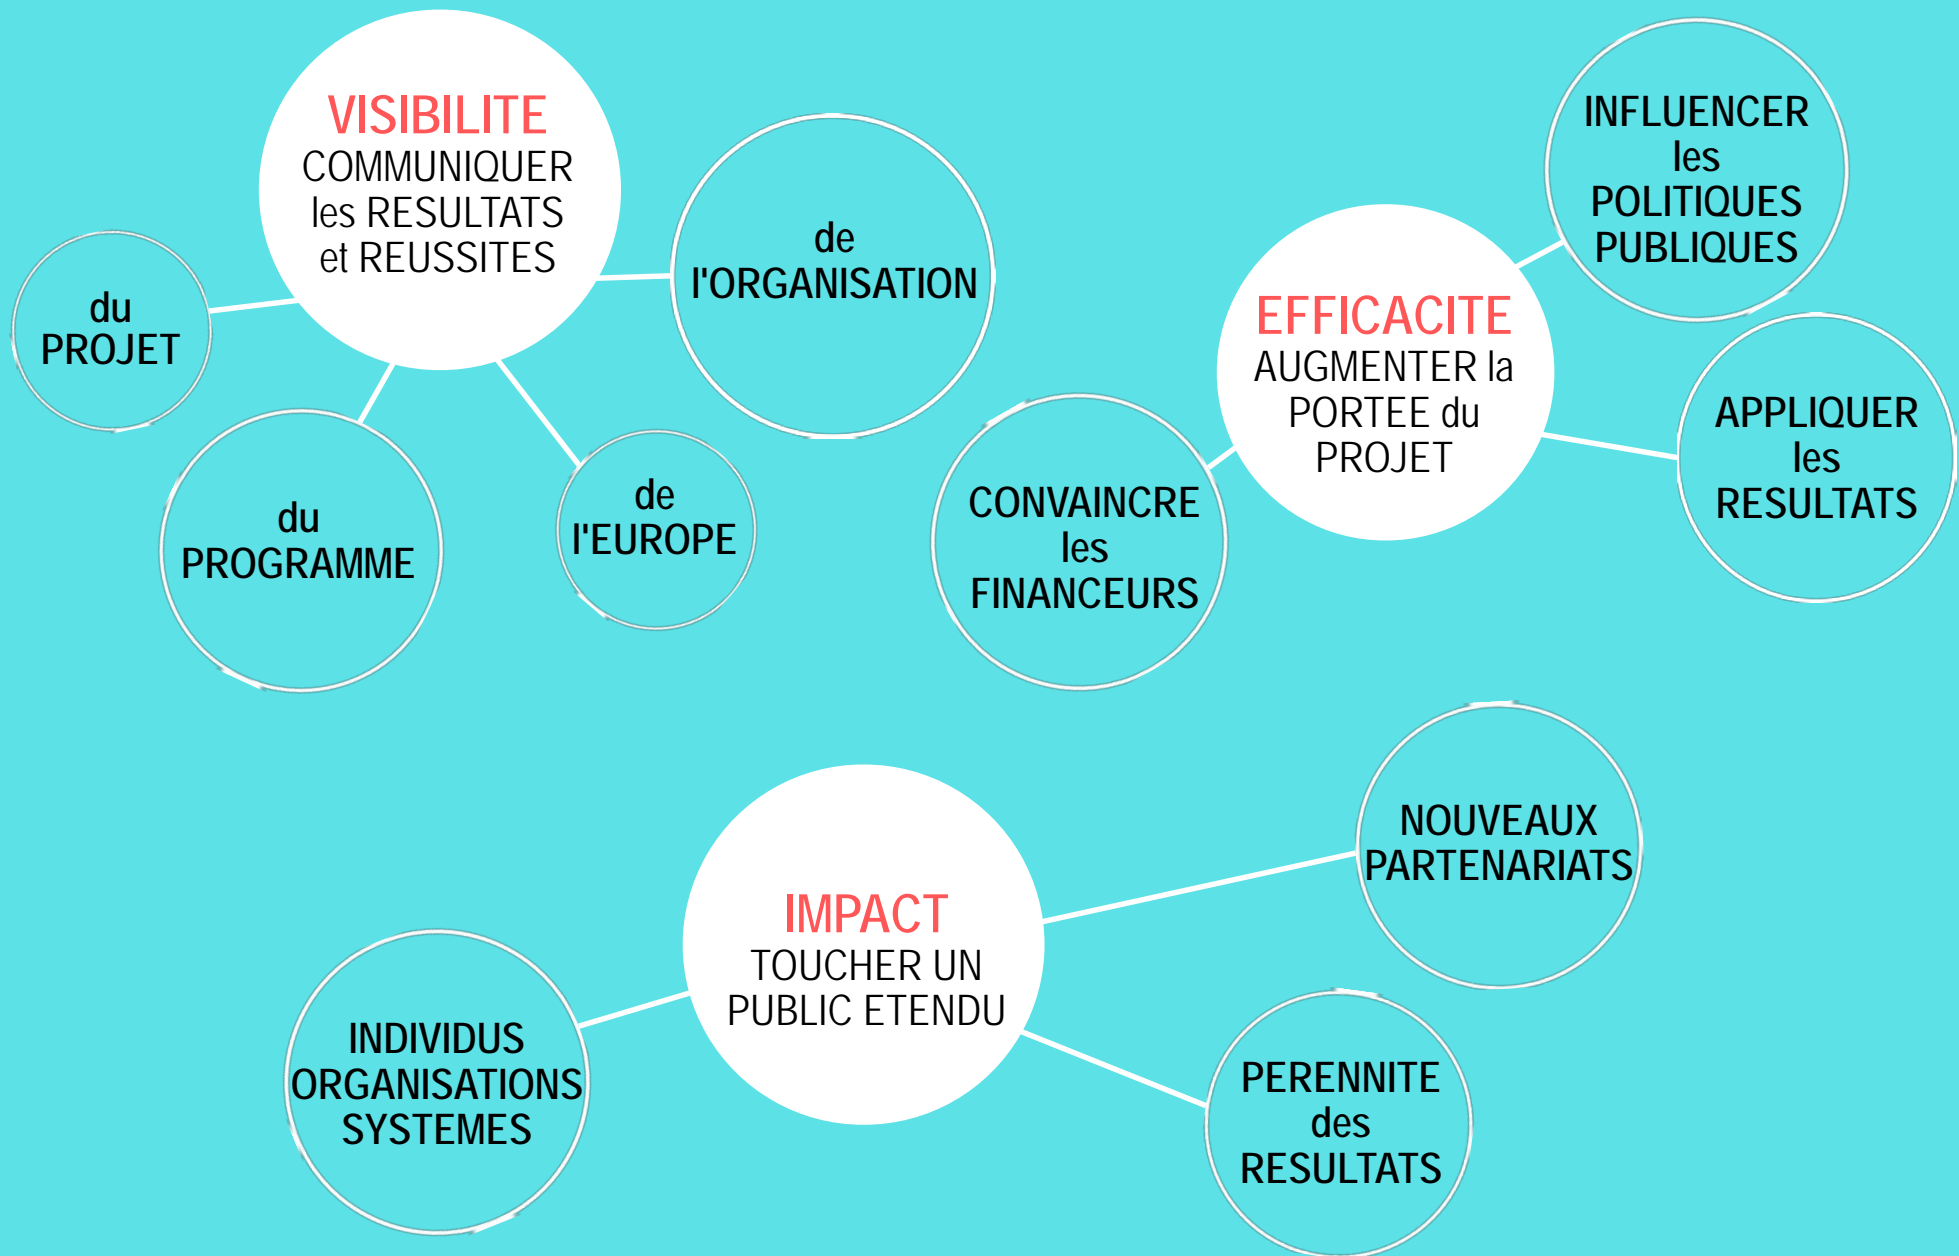 VISIBILITE
COMMUNIQUER
les RESULTATS
et REUSSITES
du
PROJET
du
PROGRAMME
de
l'EUROPE
de
l'ORGANISATION
EFFICACITE
AUGMENTER la
PORTEE du
PROJET
INFLUENCER
les
POLITIQUES
PUBLIQUES
APPLIQUER
les
RESULTATS
CONVAINCRE
les
FINANCEURS
IMPACT
TOUCHER UN
PUBLIC ETENDU
NOUVEAUX
PARTENARIATS
INDIVIDUS
ORGANISATIONS
SYSTEMES
PERENNITE
des
RESULTATS